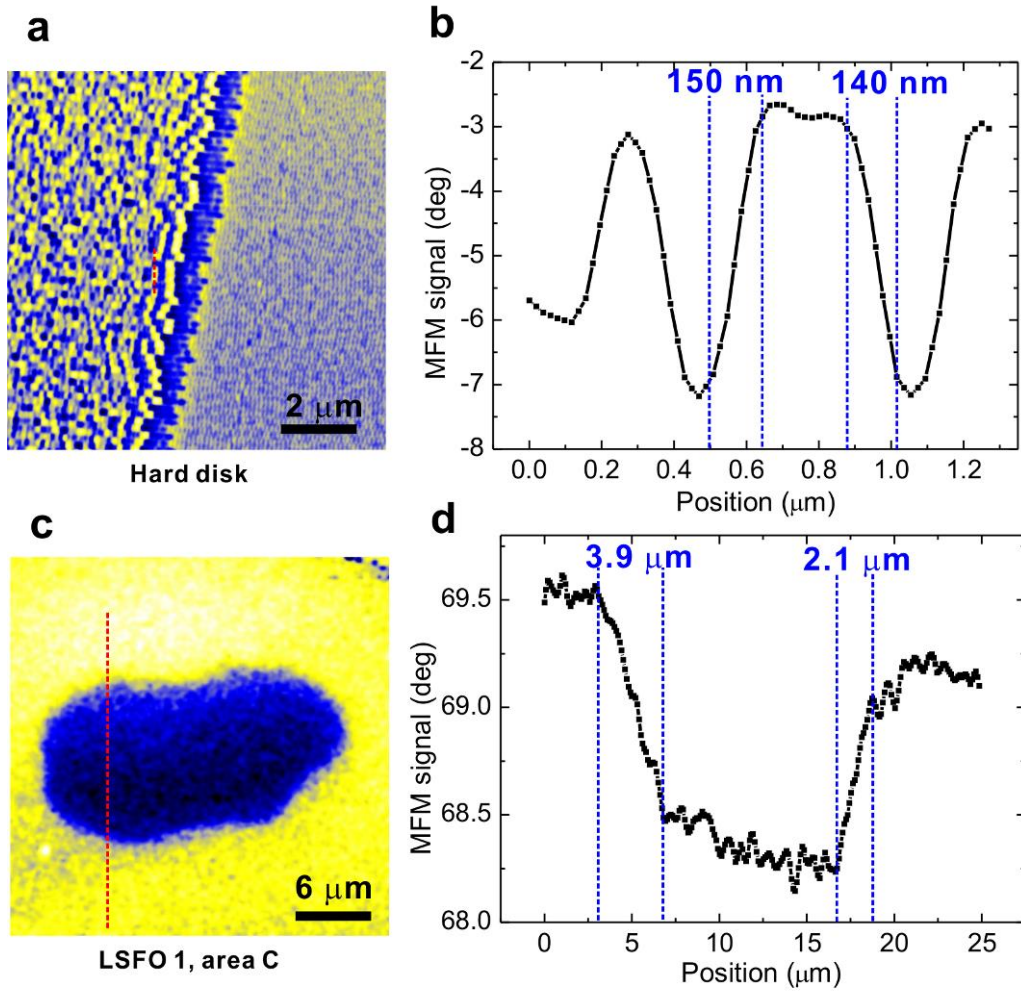 a
2 μm
Hard disk
b
150 nm 140 nm
-2
-3
-4
-5
-6
-7
-8
MFM signal (deg)
0.0 0.2 0.4 0.6 0.8 1.0 1.2
Position (μm)
c
6 μm
LSFO 1, area C
d
3.9 μm 2.1 μm
69.5
69.0
68.5
68.0
MFM signal (deg)
0 5 10 15 20 25
Position (μm)